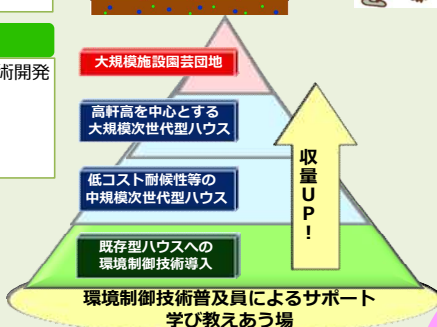 術開発
大規模施設園芸団地
高軒高を中心とする
大規模次世代型ハウス
低コスト耐候性等の
中規模次世代型ハウス
既存型ハウスへの
環境制御技術導入
収量UP!
環境制御技術普及員によるサポート
学び教えあう場